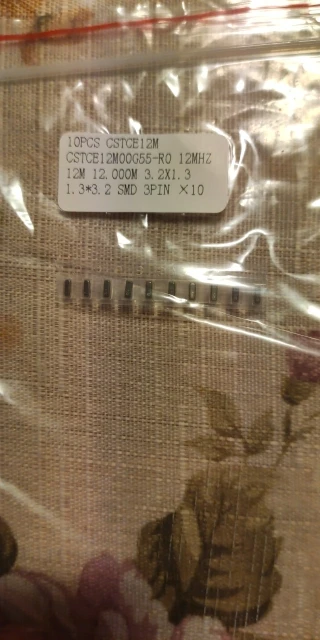 10PCS CSTCE12M
CSTCE12M00G55-R0 12MHZ
12M 12.000M 3.2X1.3
1.3*3.2 SMD 3PIN ×10